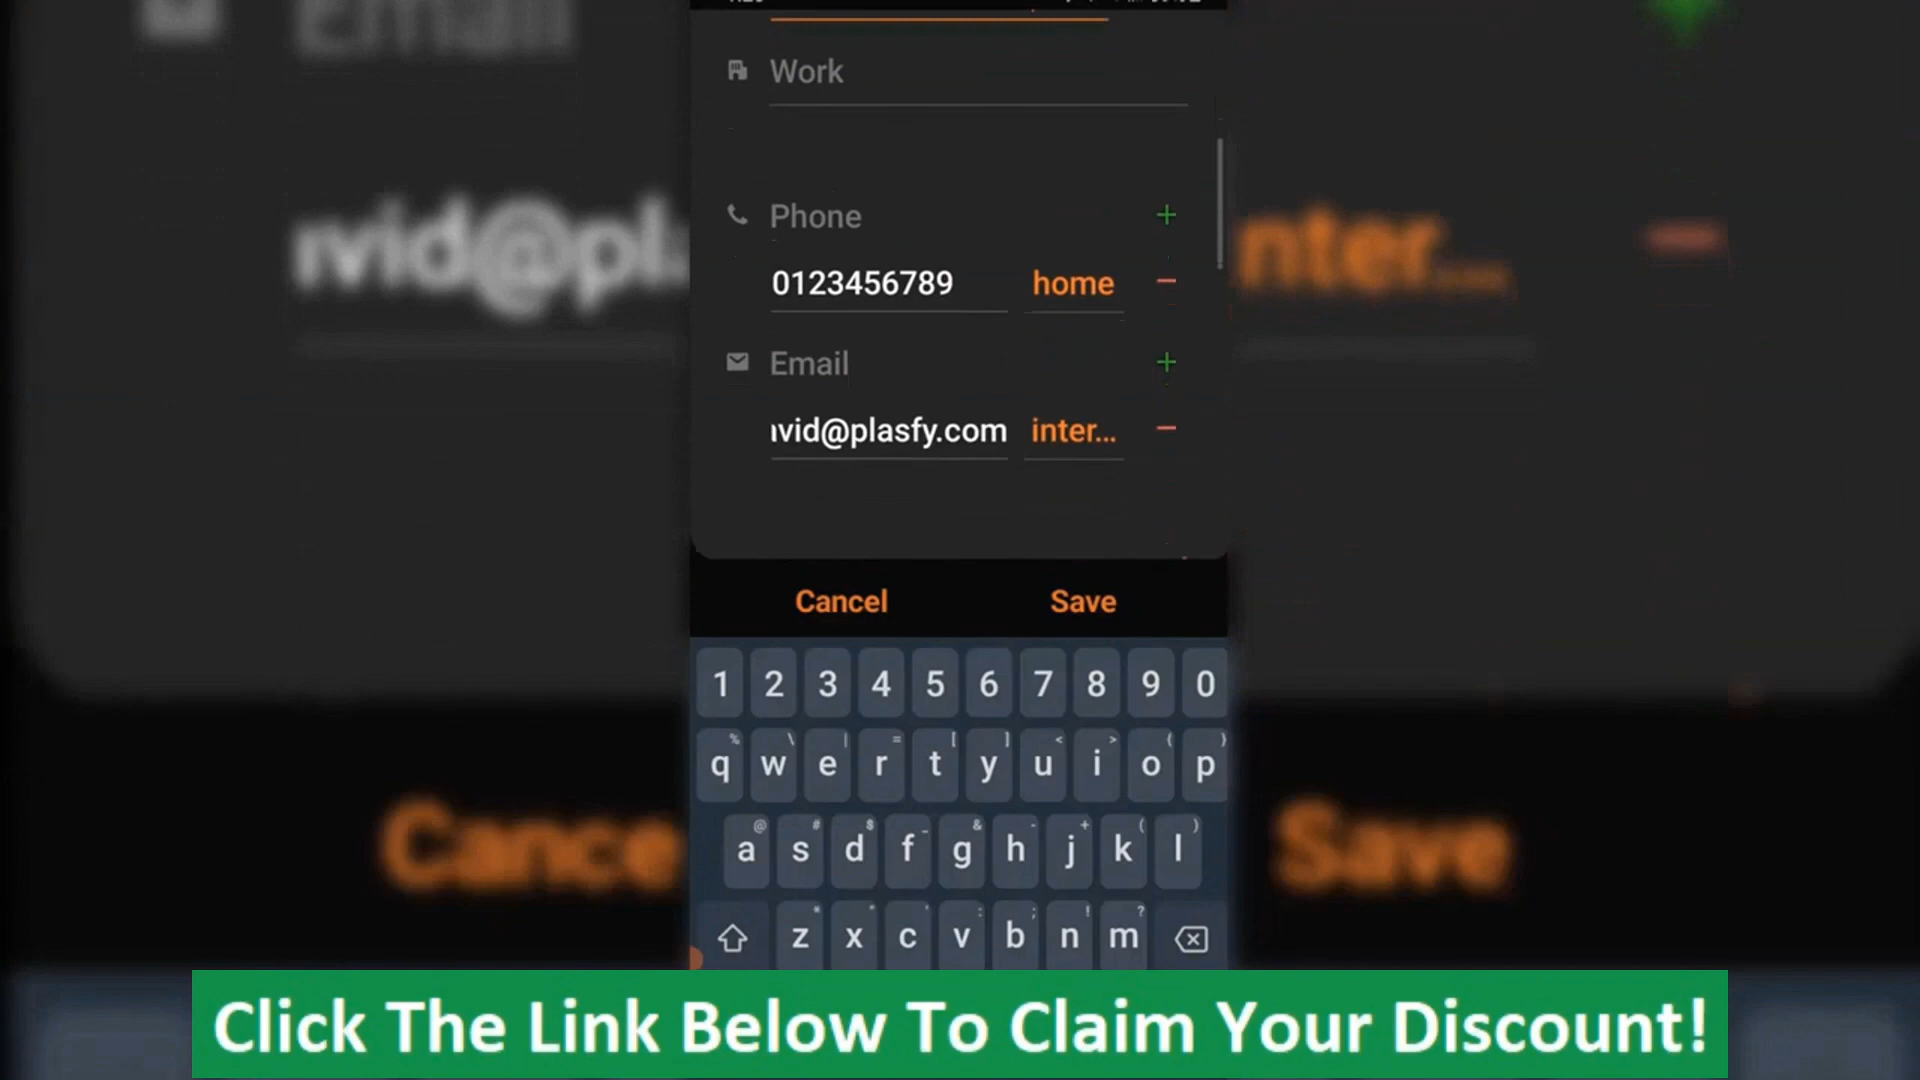 Work
Phone
0123456789 home
Email
vid@plasfy.com inter...
Cancel Save
1 2 3 4 5 6 7 8 9 0
q w e r t y u i o p
a s d f g h j k l
z x c v b n m
Click The Link Below To Claim Your Discount!